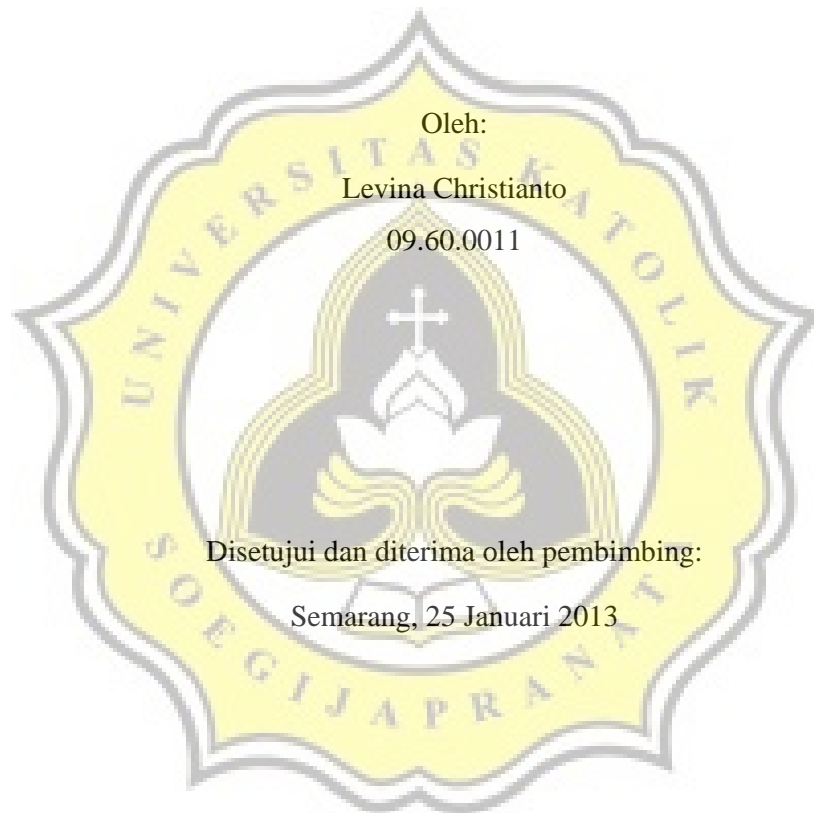 Oleh:
Levina Christianto
09.60.0011
Disetujui dan diterima oleh pembimbing:
Semarang, 25 Januari 2013
UNIVERSITAS KATOLIK
SOEGIJAPRANATA